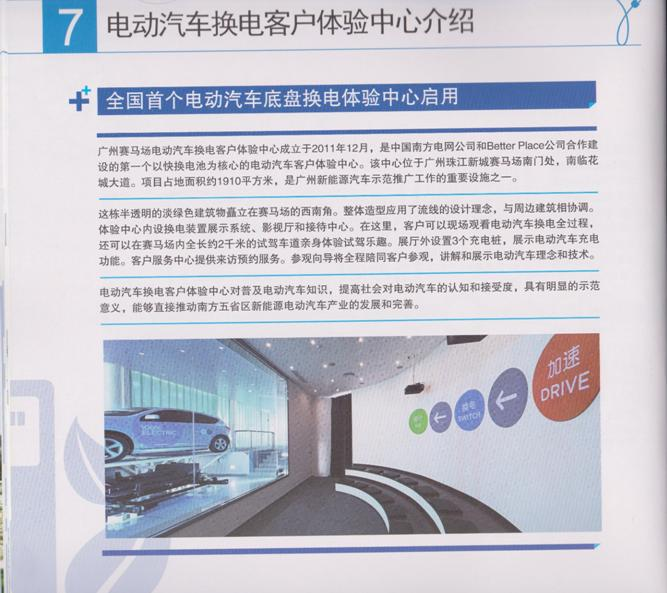 7 电动汽车换电客户体验中心介绍
全国首个电动汽车底盘换电体验中心启用
广州赛马场电动汽车换电客户体验中心成立于2011年12月，是中国南方电网公司和Better Place公司合作建
设的第一个以快换电池为核心的电动汽车客户体验中心。该中心位于广州珠江新城赛马场南门处，南临花
城大道。项目占地面积约1910平方米，是广州新能源汽车示范推广工作的重要设施之一。
这栋半透明的淡绿色建筑物矗立在赛马场的西南角。整体造型应用了流线的设计理念，与周边建筑相协调。
体验中心内设换电装置展示系统、影视厅和接待中心。在这里，客户可以现场观看电动汽车换电全过程，
还可以在赛马场内全长约2千米的试驾车道亲身体验试驾乐趣。展厅外设置3个充电桩，展示电动汽车充电
功能。客户服务中心提供来访预约服务。参观向导将全程陪同客户参观，讲解和展示电动汽车理念和技术。
电动汽车换电客户体验中心对普及电动汽车知识，提高社会对电动汽车的认知和接受度，具有明显的示范
意义，能够直接推动南方五省区新能源电动汽车产业的发展和完善。
加速
DRIVE
换电
SWITCH
ELECTRIC